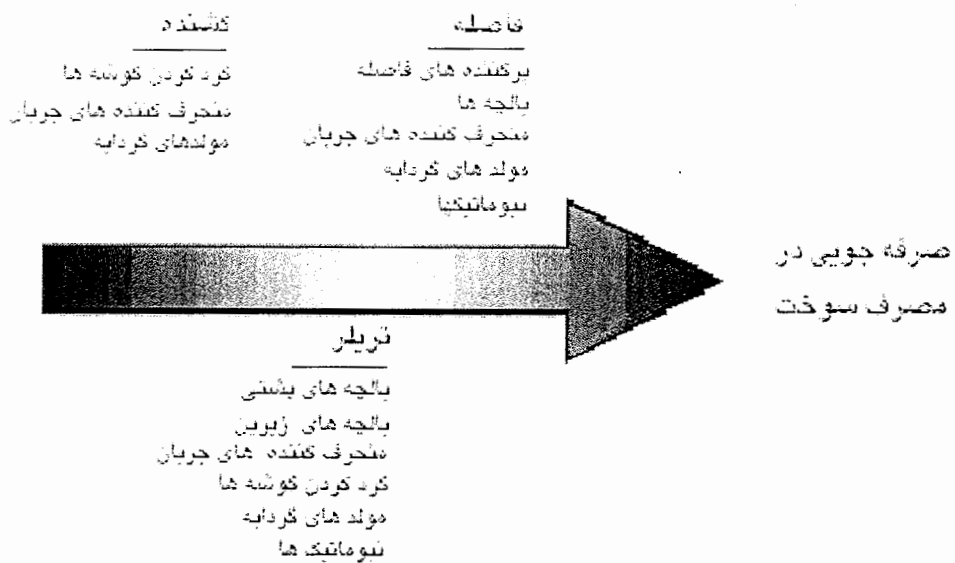 کشنده
گرد کردن گوشه ها
منحرف کننده های جریان
مولدهای گردابه
فاصله
پرکننده های فاصله
بالچه ها
منحرف کننده های جریان
مولد های گردابه
نیوماتیکها
صرفه جویی در
مصرف سوخت
تریلر
بالچه های پشتی
بالچه های زیرین
منحرف کننده های جریان
گرد کردن گوشه ها
مولد های گردابه
نیوماتیک ها